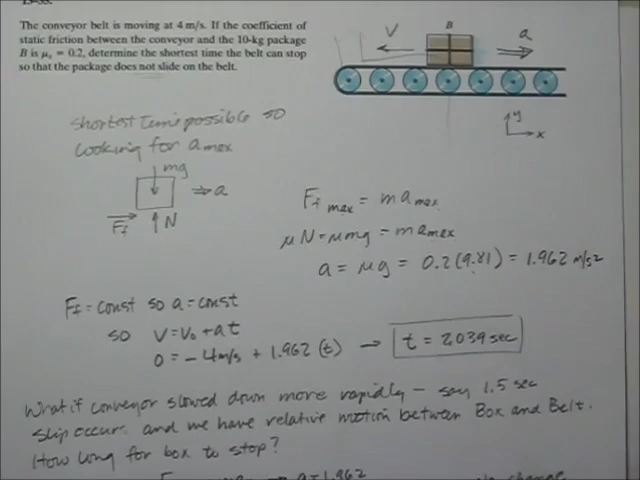 The conveyor belt is moving at 4 m/s. If the coefficient of
static friction between the conveyor and the 10-kg package
B is μs = 0.2, determine the shortest time the belt can stop
so that the package does not slide on the belt.
V
B
a
y
x
shortest time possible so
looking for a max
mg
⇒ a
Ff
N
Ff max = m a max
μN = μmg = m a max
a = μg = 0.2(9.81) = 1.962 m/s2
Ff = const so a = const
so V = Vo + at
0 = -4 m/s + 1.962 (t) → t = 2.039 sec
What if conveyor slowed down more rapidly - say 1.5 sec
slip occurs and we have relative motion between Box and Belt.
How long for box to stop?
a = 1.962
change